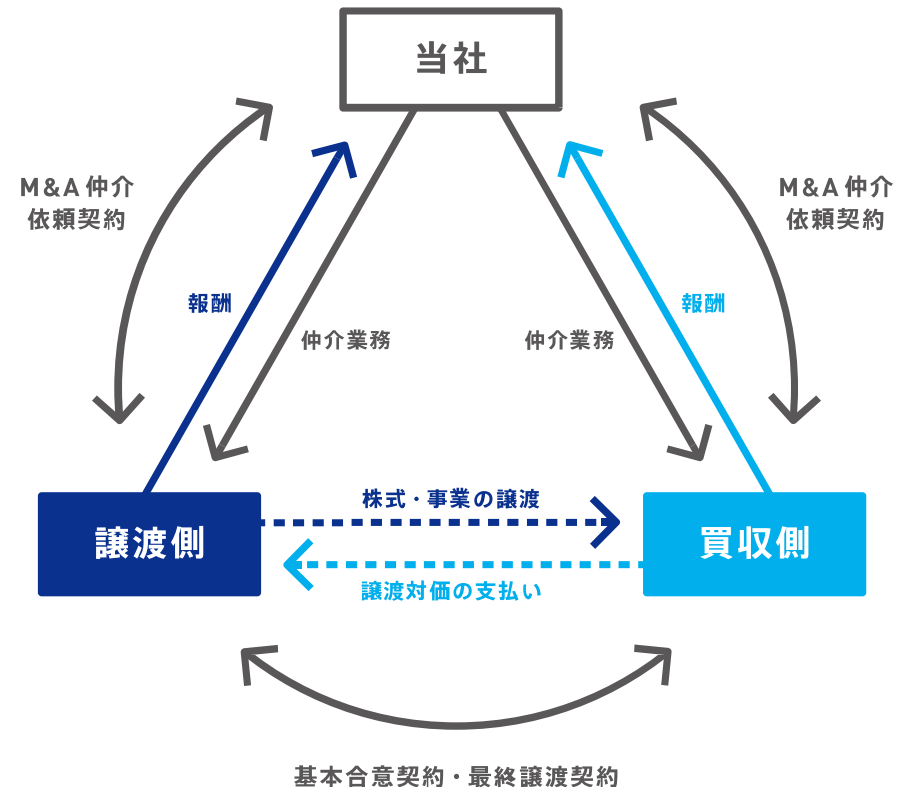 当社
M&A 仲介
依頼契約
M&A 仲介
依頼契約
報酬
報酬
仲介業務
仲介業務
株式・事業の譲渡
譲渡側
買収側
譲渡対価の支払い
基本合意契約・最終譲渡契約